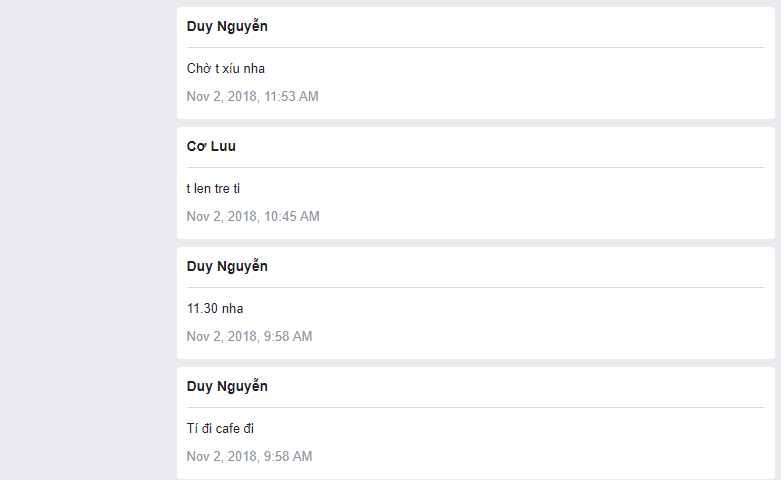 Duy Nguyễn
Chờ t xíu nha
Nov 2, 2018, 11:53 AM
Cơ Luu
t len tre ti
Nov 2, 2018, 10:45 AM
Duy Nguyễn
11.30 nha
Nov 2, 2018, 9:58 AM
Duy Nguyễn
Tí đi cafe đi
Nov 2, 2018, 9:58 AM